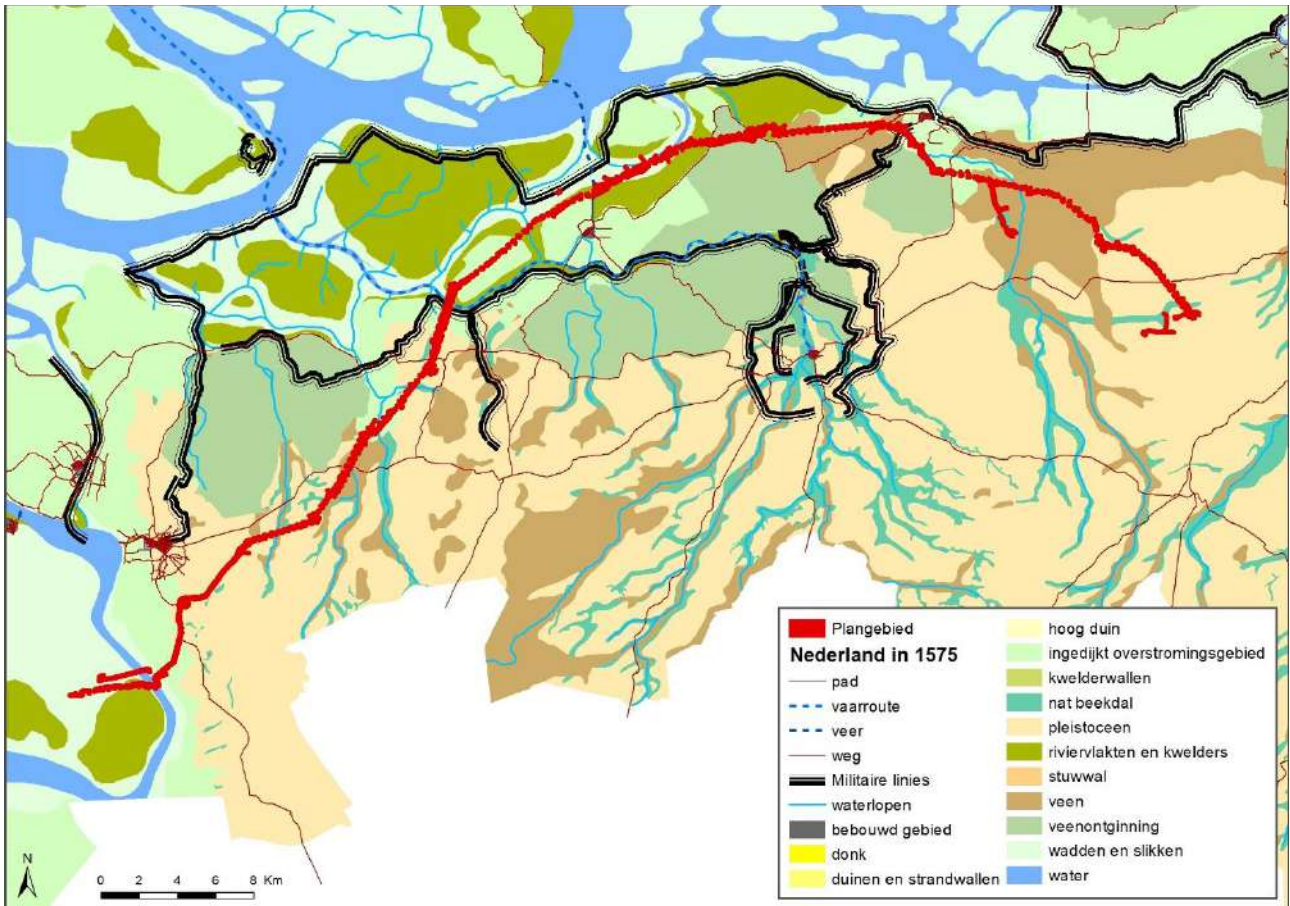 Plangebied
Nederland in 1575
pad
vaarroute
veer
weg
Militaire linies
waterlopen
bebouwd gebied
donk
duinen en strandwallen
hoog duin
ingedijkt overstromingsgebied
kwelderwallen
nat beekdal
pleistoceen
riviervlakten en kwelders
stuwwal
veen
veenontginning
wadden en slikken
water
N
0 2 4 6 8 Km